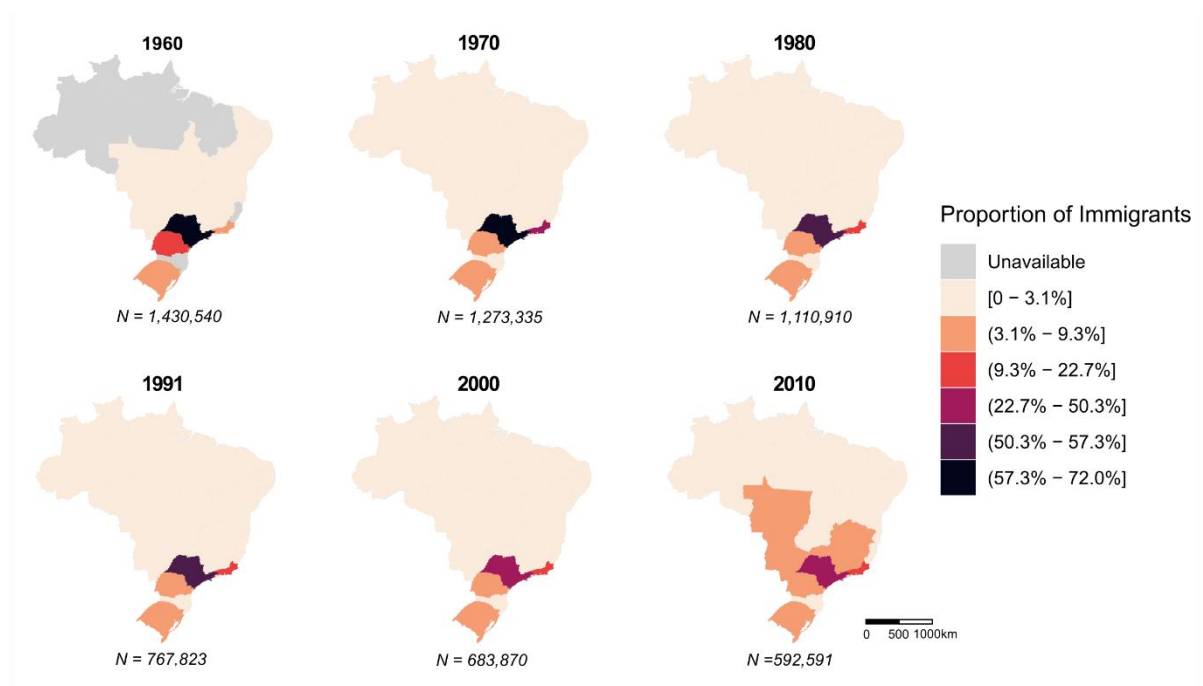 1960
1970
1980
N = 1,430,540
N = 1,273,335
N = 1,110,910
1991
2000
2010
N = 767,823
N = 683,870
N =592,591
0 500 1000km
Proportion of Immigrants
Unavailable
[0 − 3.1%]
(3.1% − 9.3%]
(9.3% − 22.7%]
(22.7% − 50.3%]
(50.3% − 57.3%]
(57.3% − 72.0%]